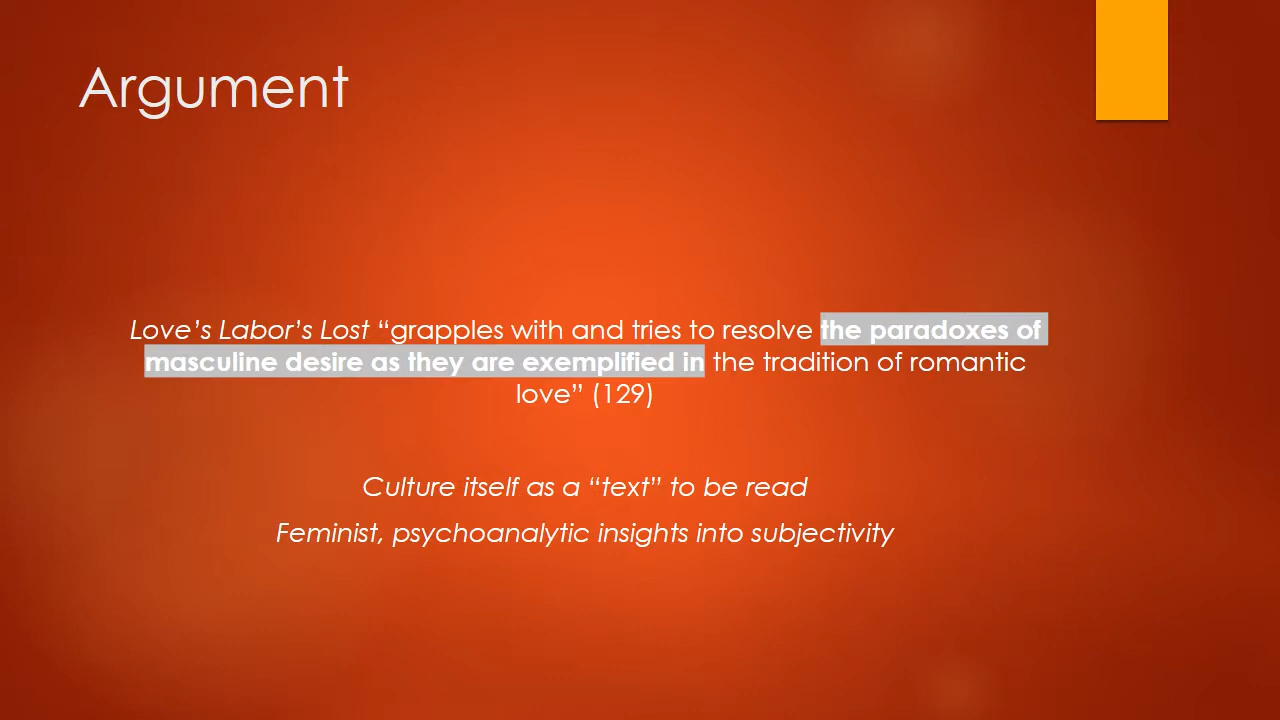 Argument
Love’s Labor’s Lost “grapples with and tries to resolve the paradoxes of
masculine desire as they are exemplified in the tradition of romantic
love” (129)
Culture itself as a “text” to be read
Feminist, psychoanalytic insights into subjectivity